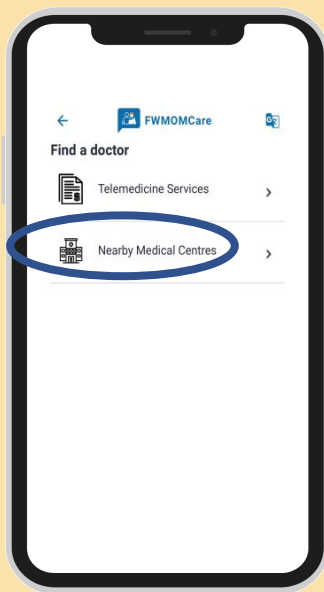 FWMOMCare
Find a doctor
Telemedicine Services
Nearby Medical Centres